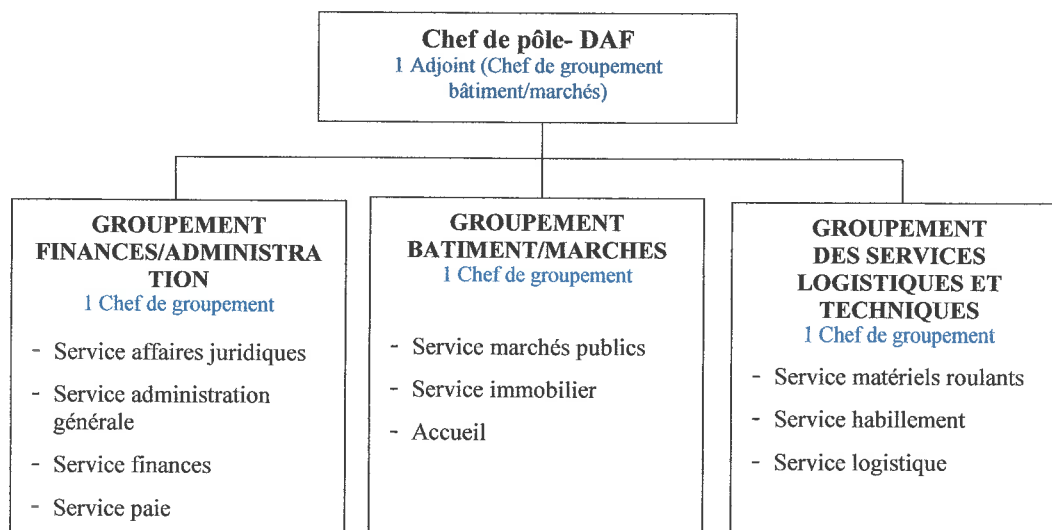 Chef de pôle- DAF
1 Adjoint (Chef de groupement
bâtiment/marchés)
GROUPEMENT
FINANCES/ADMINISTRA
TION
1 Chef de groupement
- Service affaires juridiques
- Service administration
générale
- Service finances
- Service paie
GROUPEMENT
BATIMENT/MARCHES
1 Chef de groupement
- Service marchés publics
- Service immobilier
- Accueil
GROUPEMENT
DES SERVICES
LOGISTIQUES ET
TECHNIQUES
1 Chef de groupement
- Service matériels roulants
- Service habillement
- Service logistique